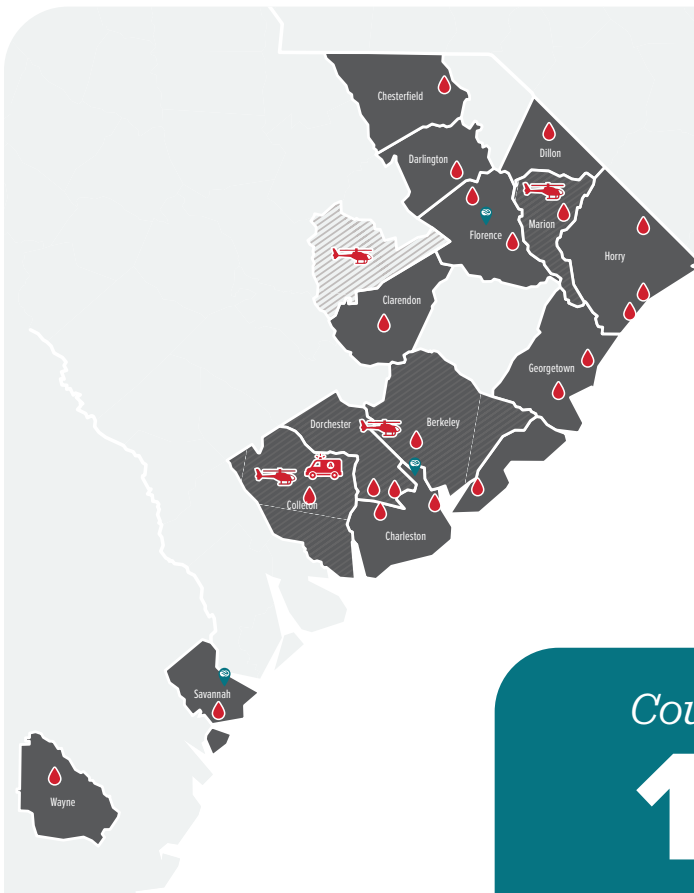 Chesterfield
Darlington
Dillon
Marion
Florence
Horry
Clarendon
Georgetown
Dorchester
Berkeley
Colleton
Charleston
Savannah
Wayne
Cou
1